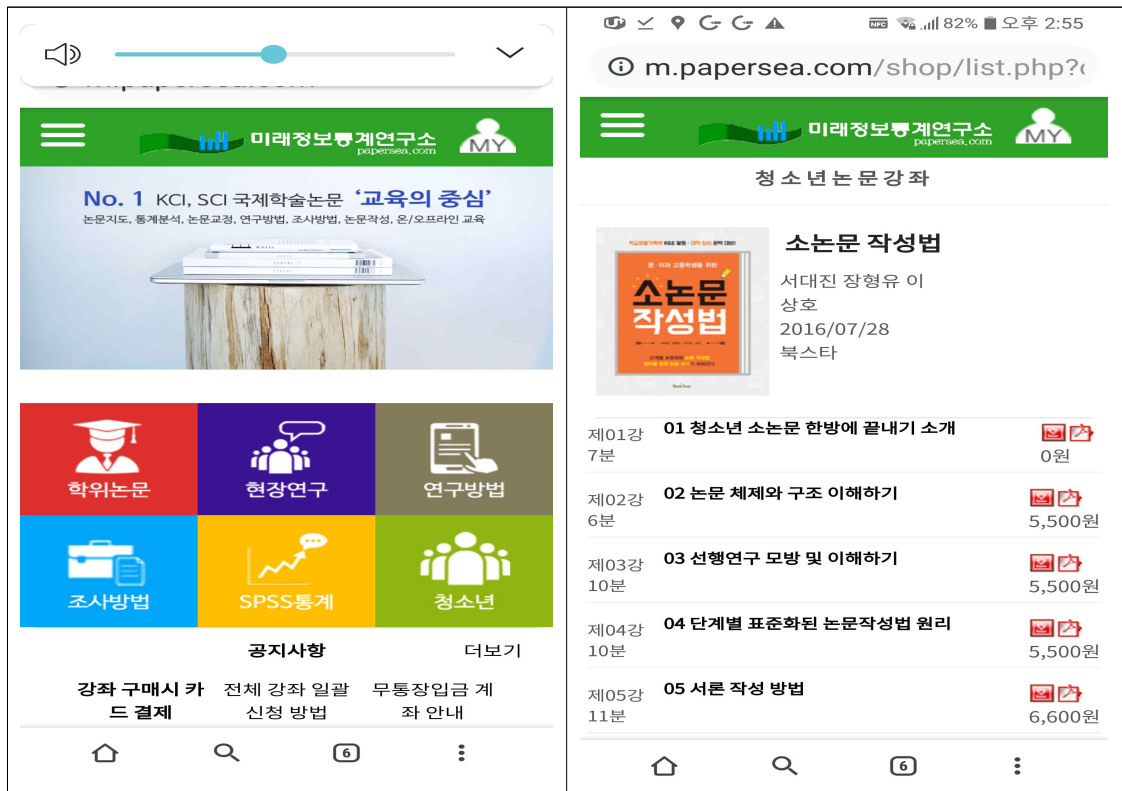 미래정보통계연구소
papersea.com
MY
No. 1 KCI, SCI 국제학술논문 ‘교육의 중심’
논문지도, 통계분석, 논문교정, 연구방법, 조사방법, 논문작성, 온/오프라인 교육
학위논문
현장연구
연구방법
조사방법
SPSS통계
청소년
공지사항
더보기
강좌 구매시 카
드 결제
전체 강좌 일괄
신청 방법
무통장입금 계
좌 안내
6
NFC
82%
오후 2:55
m.papersea.com/shop/list.php?
미래정보통계연구소
papersea.com
MY
청소년논문강좌
문·이과 고등학생을 위한
소논문
작성법
소논문 작성법
서대진 장형유 이
상호
2016/07/28
북스타
제01강
7분
01 청소년 소논문 한방에 끝내기 소개
0원
제02강
6분
02 논문 체제와 구조 이해하기
5,500원
제03강
10분
03 선행연구 모방 및 이해하기
5,500원
제04강
10분
04 단계별 표준화된 논문작성법 원리
5,500원
제05강
11분
05 서론 작성 방법
6,600원
6